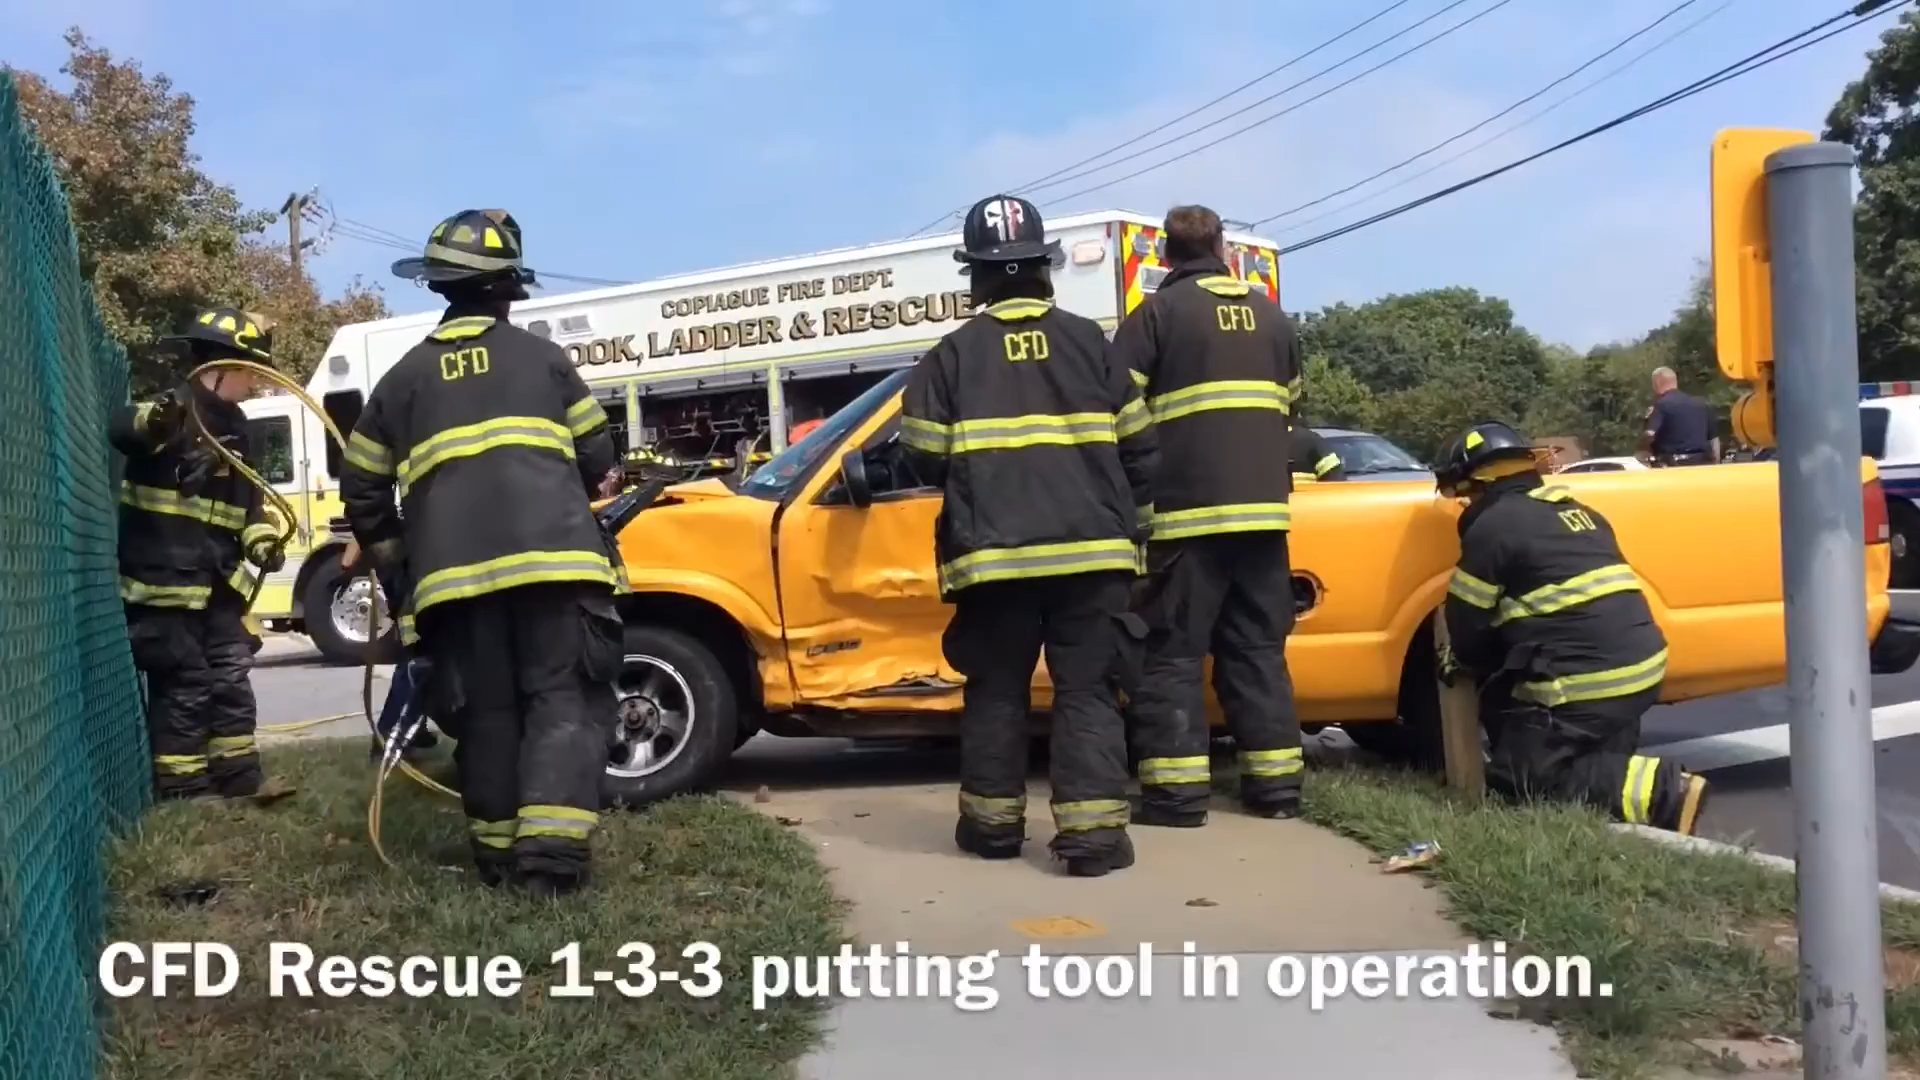 COPIAGUE FIRE DEPT.
OOK, LADDER & RESCUE
CFD
CFD
CFD
CFD
CFD Rescue 1-3-3 putting tool in operation.